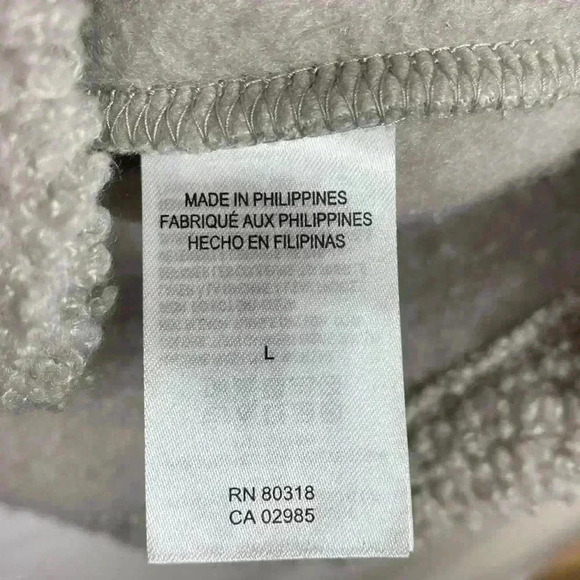 MADE IN PHILIPPINES
FABRIQUÉ AUX PHILIPPINES
HECHO EN FILIPINAS
L
RN 80318
CA 02985